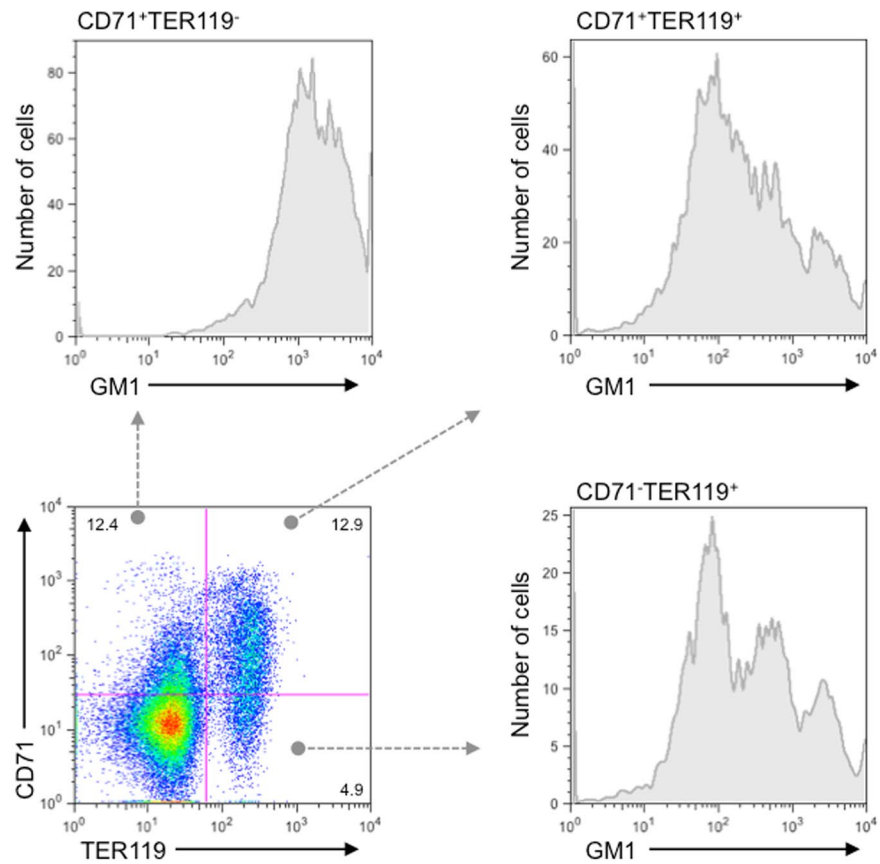 CD71⁺TER119⁻
Number of cells
80
60
40
20
0
10⁰ 10¹ 10² 10³ 10⁴
GM1
CD71⁺TER119⁺
Number of cells
60
40
20
0
10⁰ 10¹ 10² 10³ 10⁴
GM1
12.4
12.9
4.9
CD71
10⁴
10³
10²
10¹
10⁰
10⁰ 10¹ 10² 10³ 10⁴
TER119
CD71⁻TER119⁺
Number of cells
25
20
15
10
5
0
10⁰ 10¹ 10² 10³ 10⁴
GM1